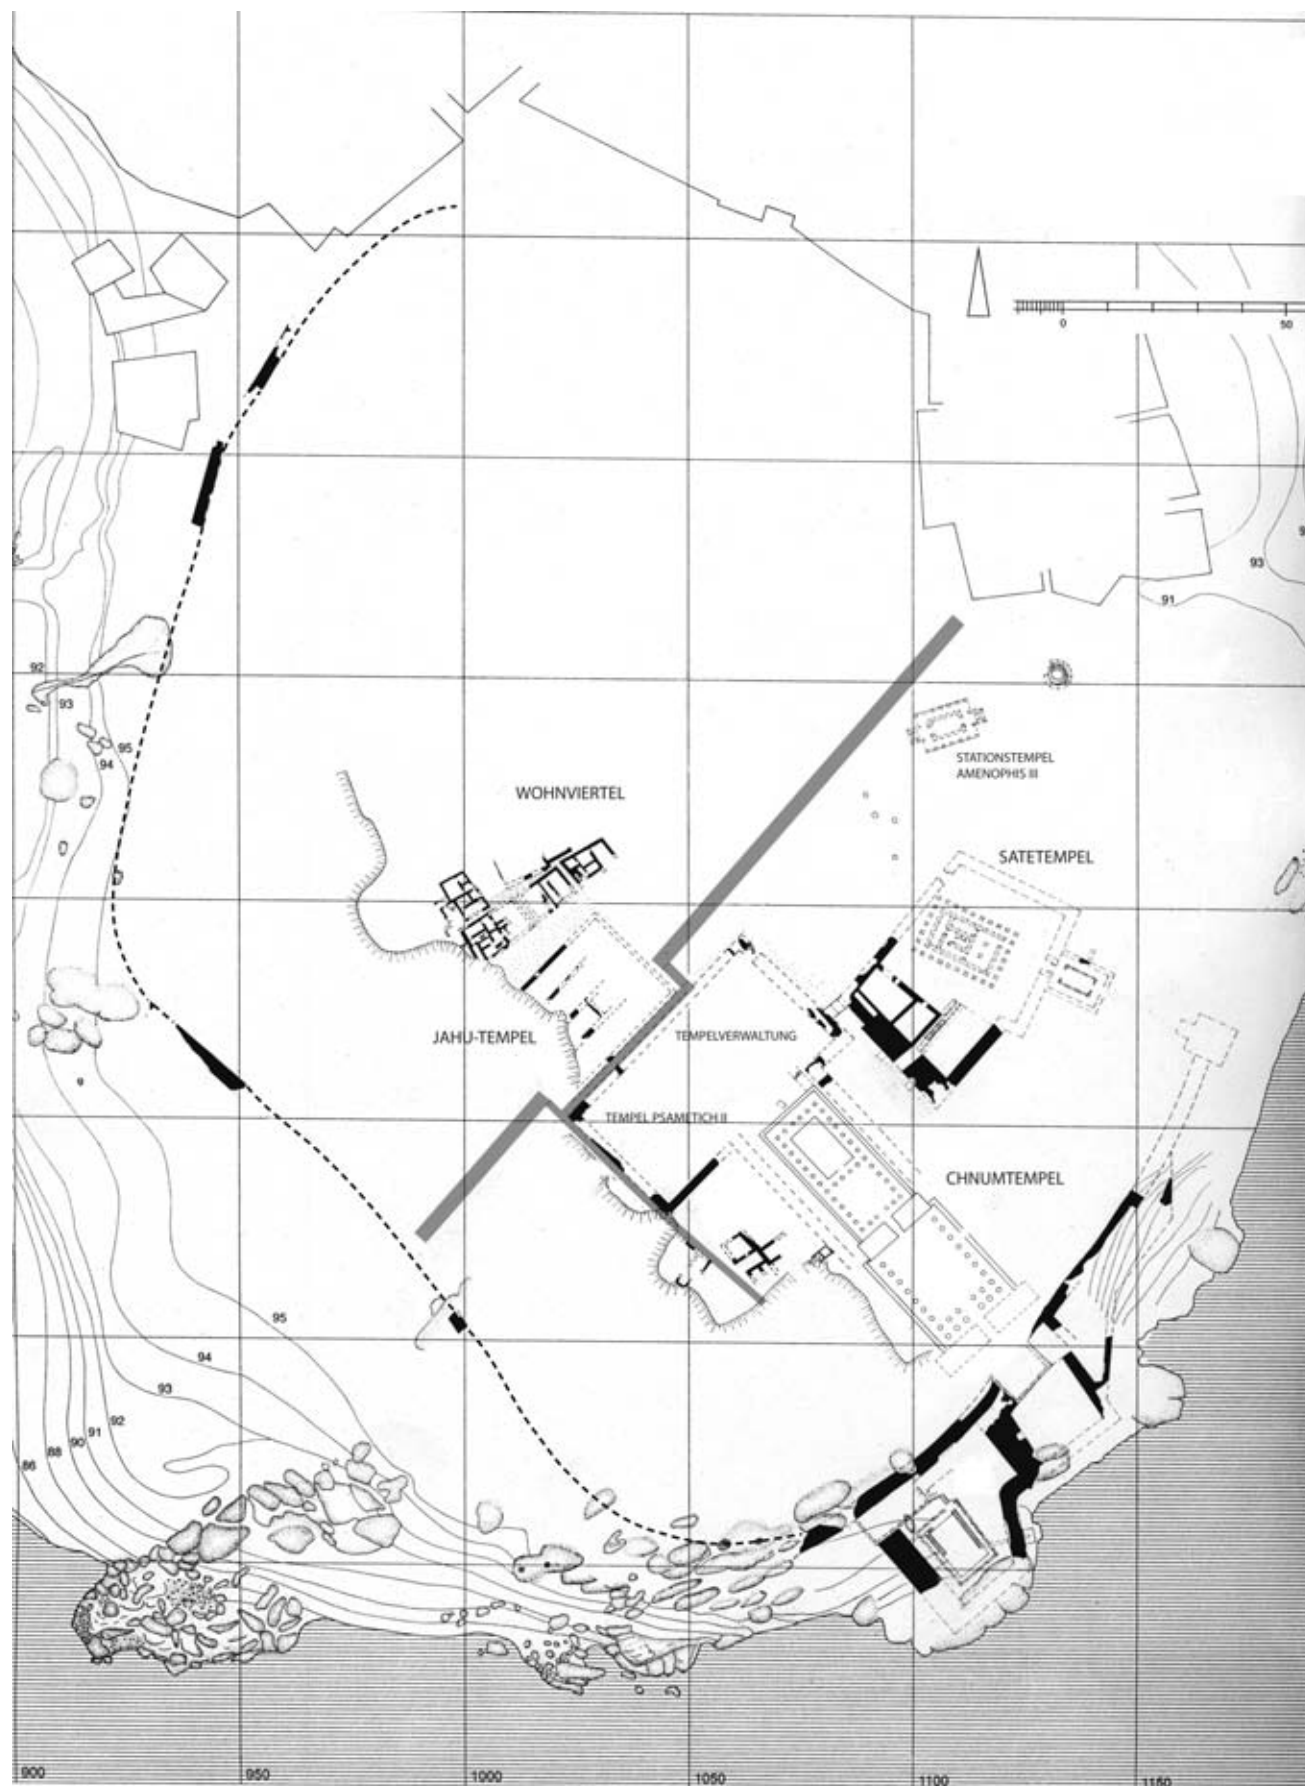 0
50
93
91
92
93
95
94
STATIONSTEMPEL
AMENOPHIS III
WOHNVIERTEL
SATETEMPEL
JAHU-TEMPEL
TEMPELVERWALTUNG
TEMPEL PSAMETICH II
CHNUMTEMPEL
95
94
93
92
91
90
88
86
900
950
1000
1050
1100
1150